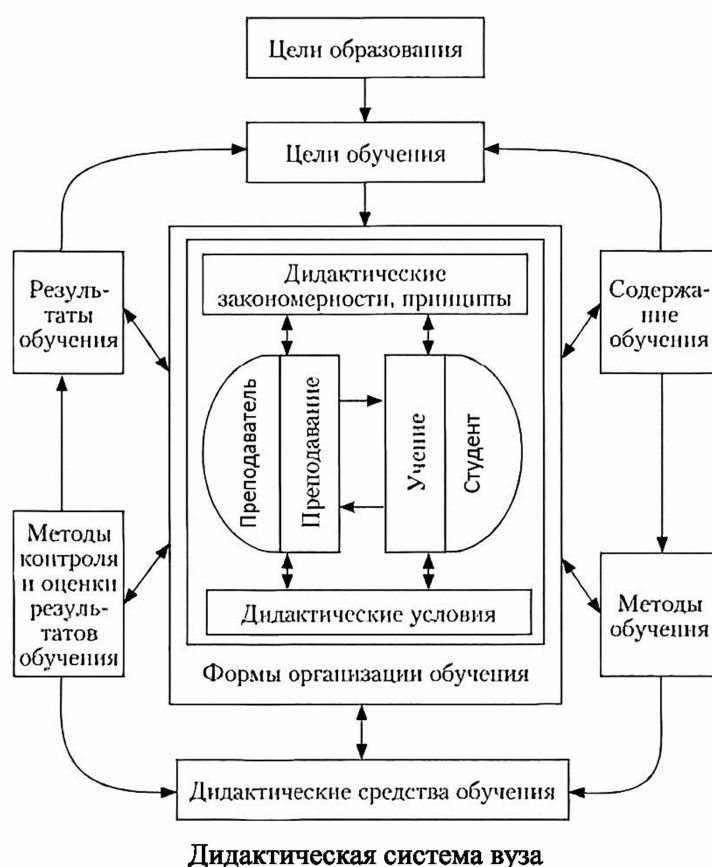 Цели образования
Цели обучения
Резуль-
таты
обучения
Дидактические
закономерности, принципы
Содержа-
ние
обучения
Преподаватель
Преподавание
Учение
Студент
Методы
контроля
и оценки
резуль-
татов
обучения
Дидактические условия
Методы
обучения
Формы организации обучения
Дидактические средства обучения
Дидактическая система вуза